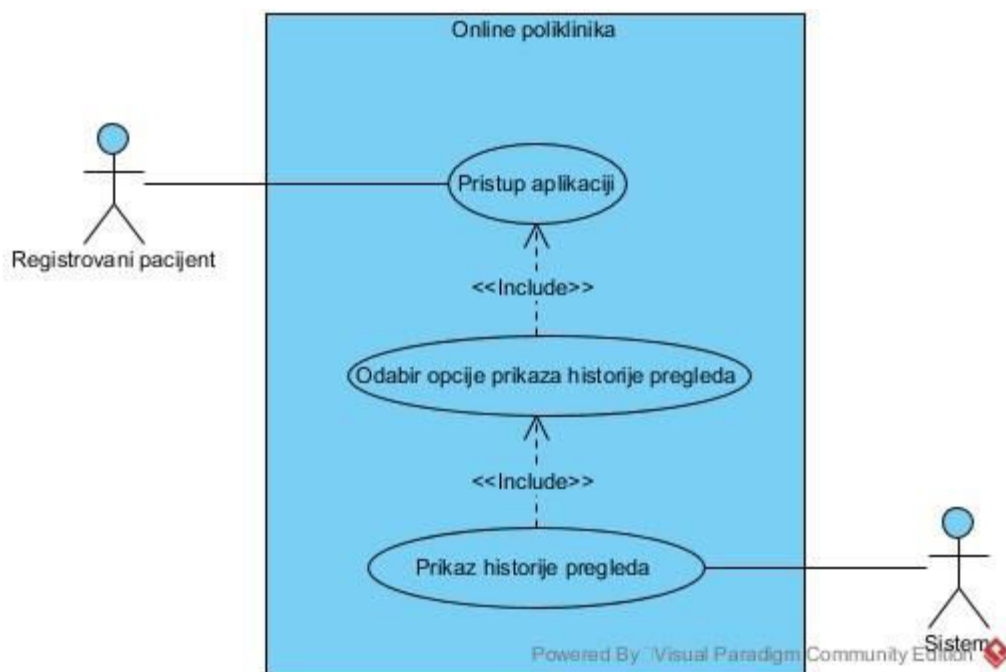 Online poliklinika
Pristup aplikaciji
Registrovani pacijent
<<Include>>
Odabir opcije prikaza historije pregleda
<<Include>>
Prikaz historije pregleda
Sistem
Powered By Visual Paradigm Community Edition